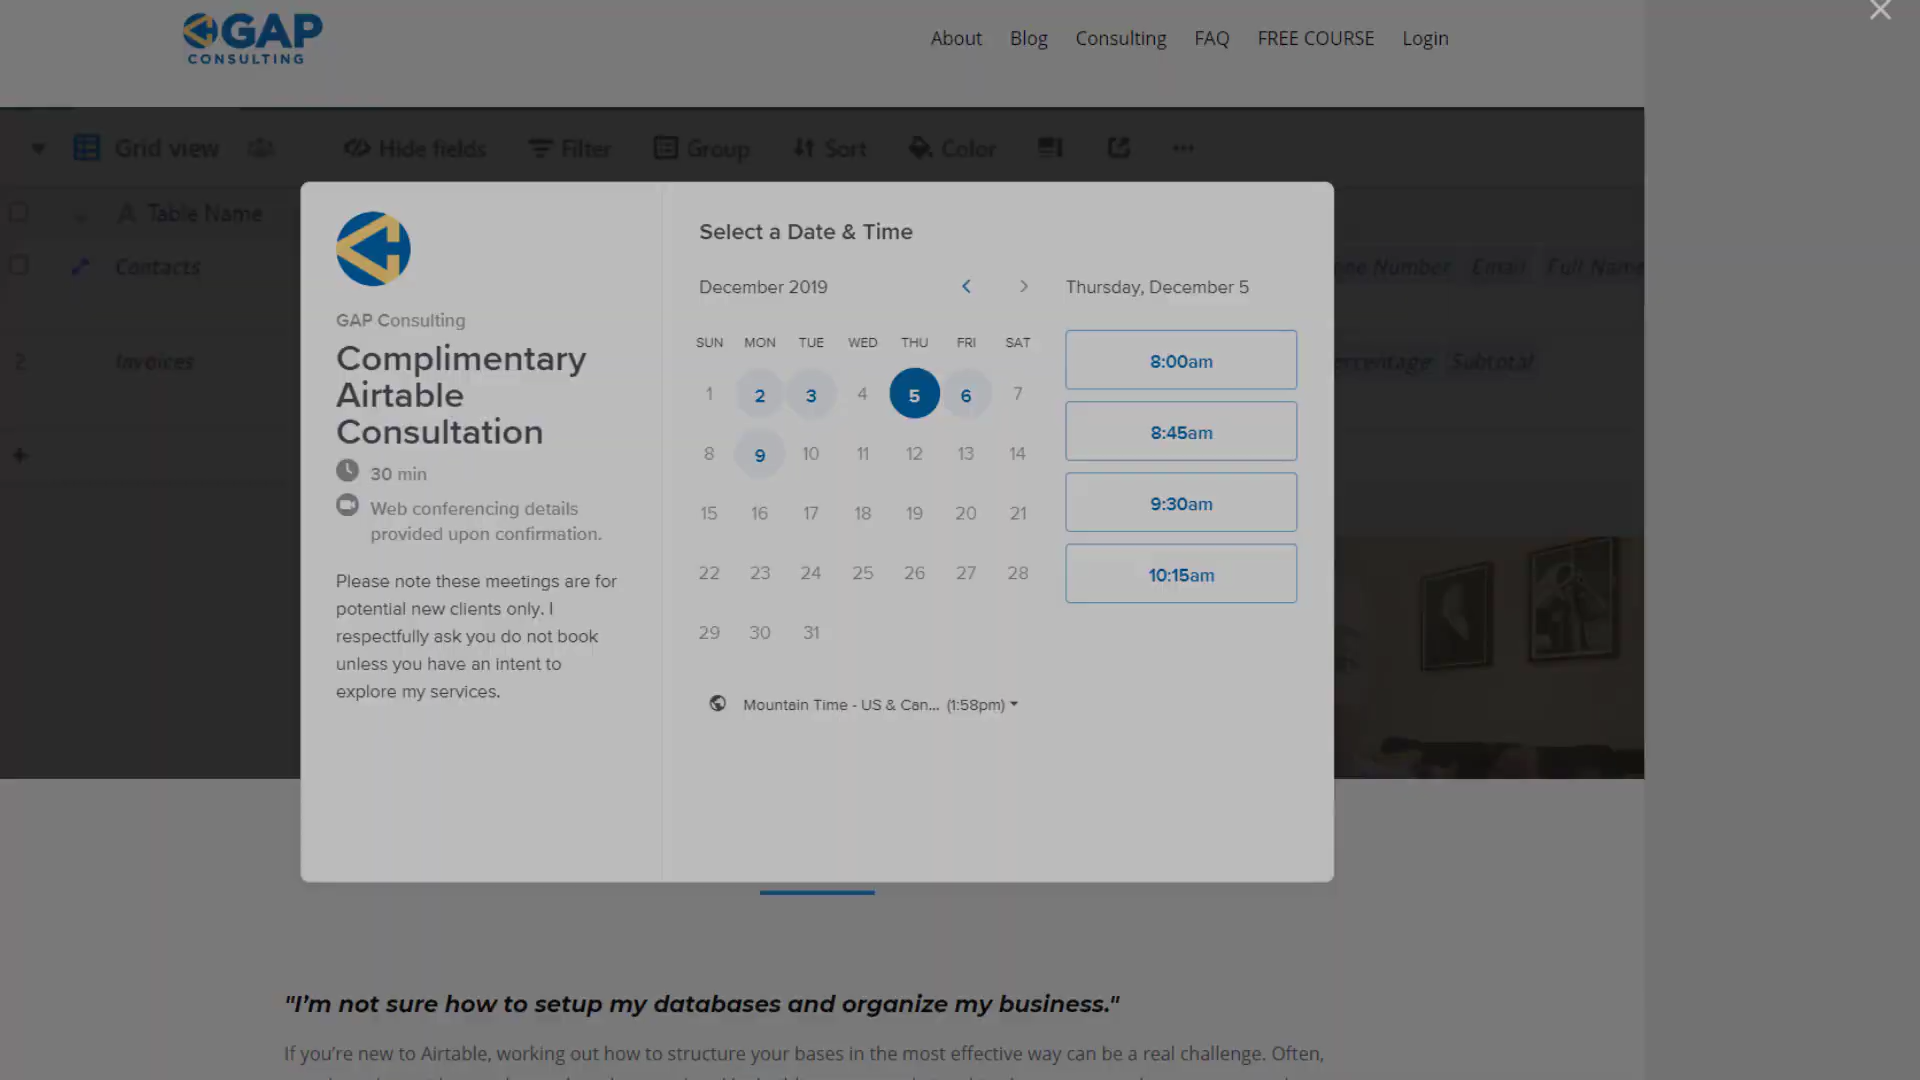 GAP
CONSULTING
About Blog Consulting FAQ FREE COURSE Login
Grid view Hide fields Filter Group Sort Color
Table Name
Contacts
Number Email Full Name
2 Invoices
Subtotal
GAP Consulting
Complimentary
Airtable
Consultation
30 min
Web conferencing details
provided upon confirmation.
Please note these meetings are for
potential new clients only. I
respectfully ask you do not book
unless you have an intent to
explore my services.
Select a Date & Time
December 2019
SUN MON TUE WED THU FRI SAT
1 2 3 4 5 6 7
8 9 10 11 12 13 14
15 16 17 18 19 20 21
22 23 24 25 26 27 28
29 30 31
Mountain Time - US & Can... (1:58pm)
Thursday, December 5
8:00am
8:45am
9:30am
10:15am
"I'm not sure how to setup my databases and organize my business."
If you're new to Airtable, working out how to structure your bases in the most effective way can be a real challenge. Often,